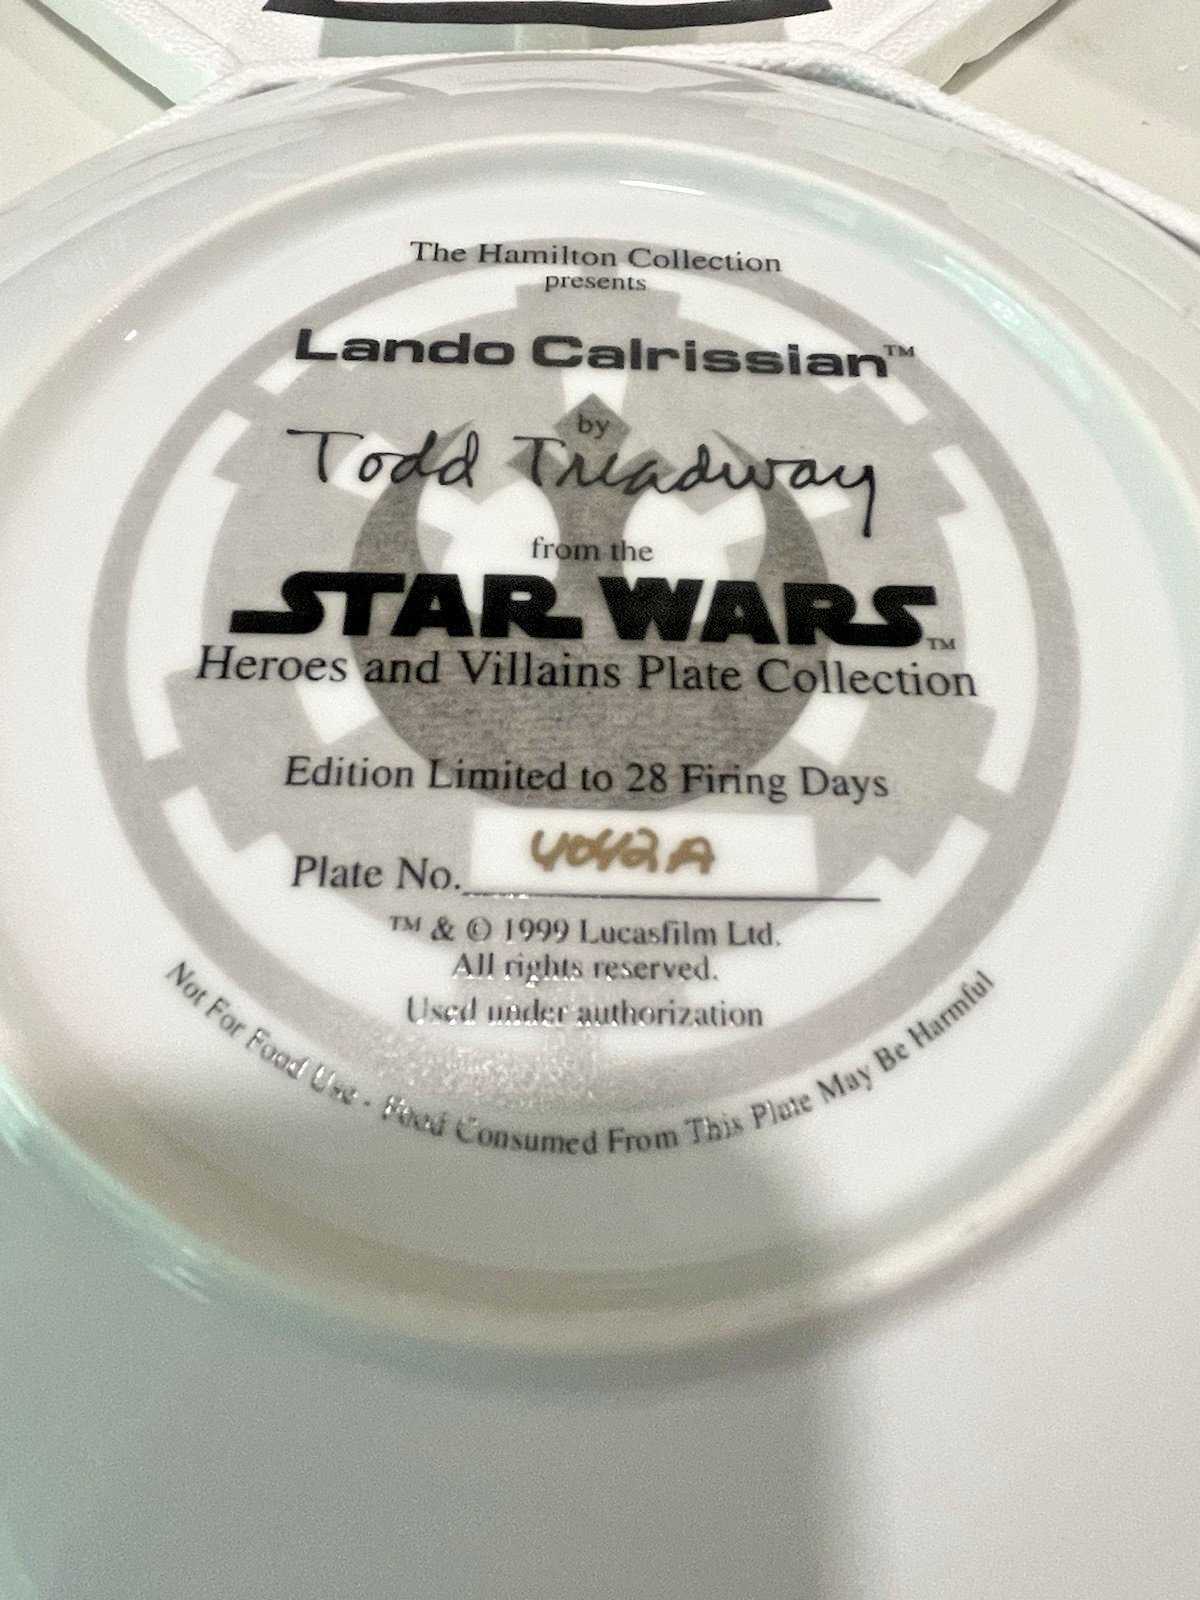 The Hamilton Collection
presents
Lando Calrissian™
by
Todd Treadway
from the
STAR WARS™
Heroes and Villains Plate Collection
Edition Limited to 28 Firing Days
Plate No. 4042A
™ & © 1999 Lucasfilm Ltd.
All rights reserved.
Used under authorization
Not For Food Use - Food Consumed From This Plate May Be Harmful